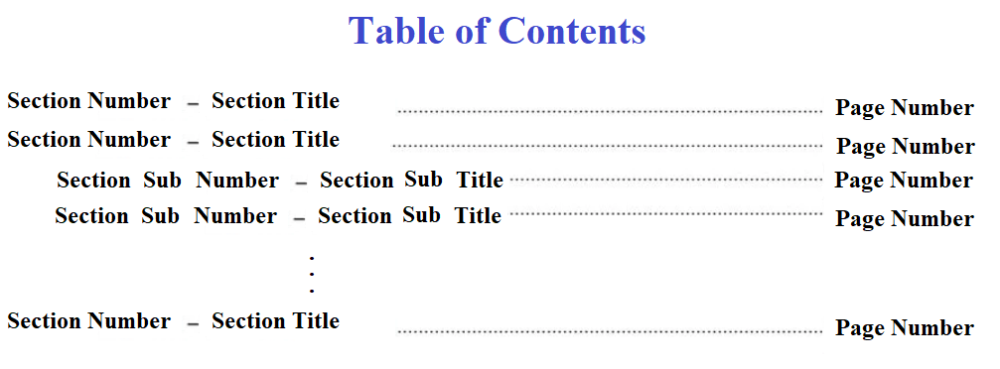 Table of Contents
Section Number – Section Title ........................ Page Number
Section Number – Section Title ........................ Page Number
Section Sub Number – Section Sub Title ........................ Page Number
Section Sub Number – Section Sub Title ........................ Page Number
.
.
.
Section Number – Section Title ........................ Page Number